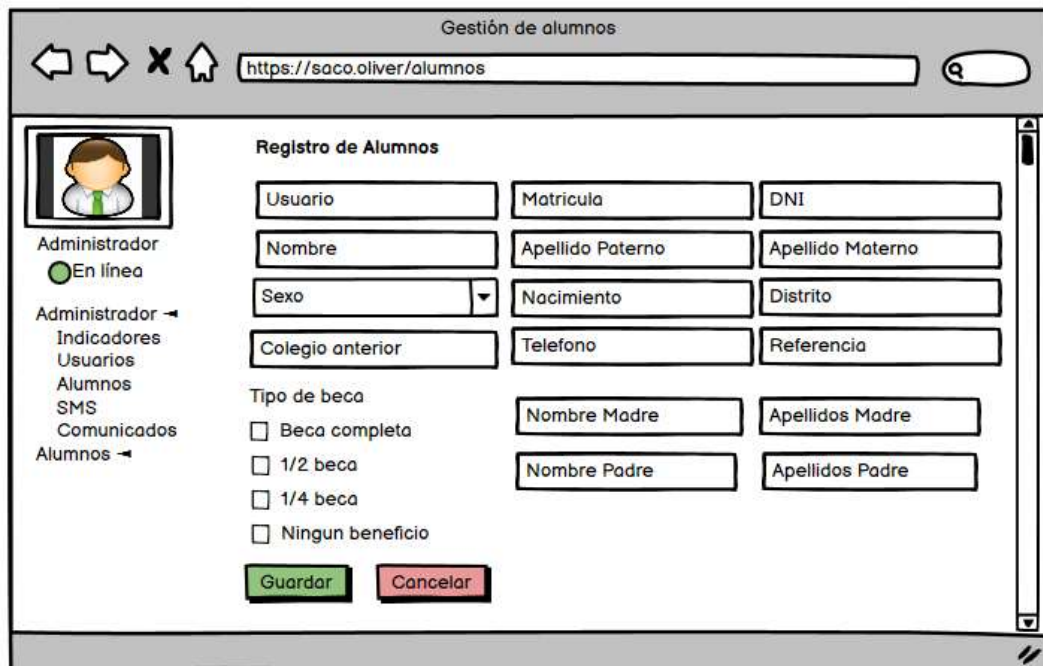 Gestión de alumnos
https://saco.oliver/alumnos
Administrador
En línea
Administrador
Indicadores
Usuarios
Alumnos
SMS
Comunicados
Alumnos
Registro de Alumnos
Usuario Matricula DNI
Nombre Apellido Paterno Apellido Materno
Sexo Nacimiento Distrito
Colegio anterior Telefono Referencia
Tipo de beca
Beca completa
1/2 beca
1/4 beca
Ningun beneficio
Nombre Madre Apellidos Madre
Nombre Padre Apellidos Padre
Guardar Cancelar